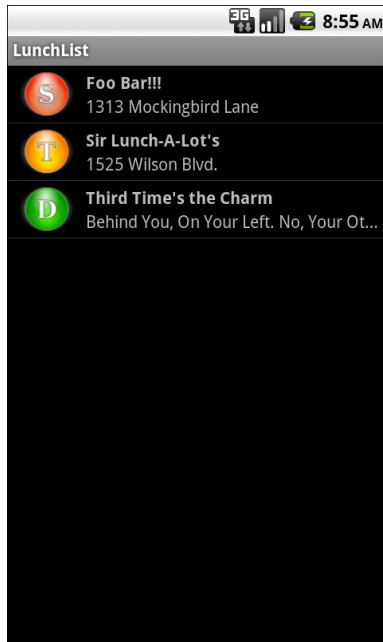 3G 8:55 AM
LunchList
S
Foo Bar!!!
1313 Mockingbird Lane
T
Sir Lunch-A-Lot's
1525 Wilson Blvd.
D
Third Time's the Charm
Behind You, On Your Left. No, Your Ot...